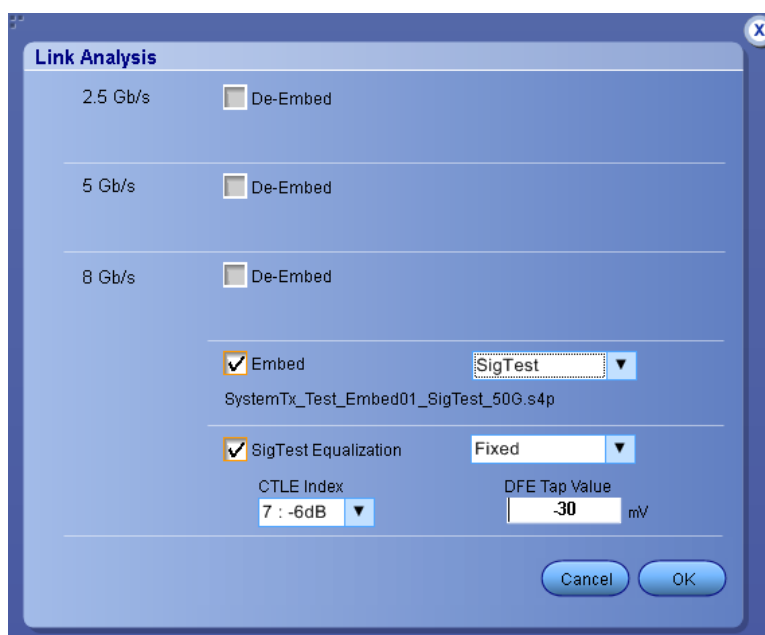 X
Link Analysis
2.5 Gb/s De-Embed
5 Gb/s De-Embed
8 Gb/s De-Embed
Embed SigTest
SystemTx_Test_Embed01_SigTest_50G.s4p
SigTest Equalization Fixed
CTLE Index DFE Tap Value
7 : -6dB -30 mV
Cancel OK